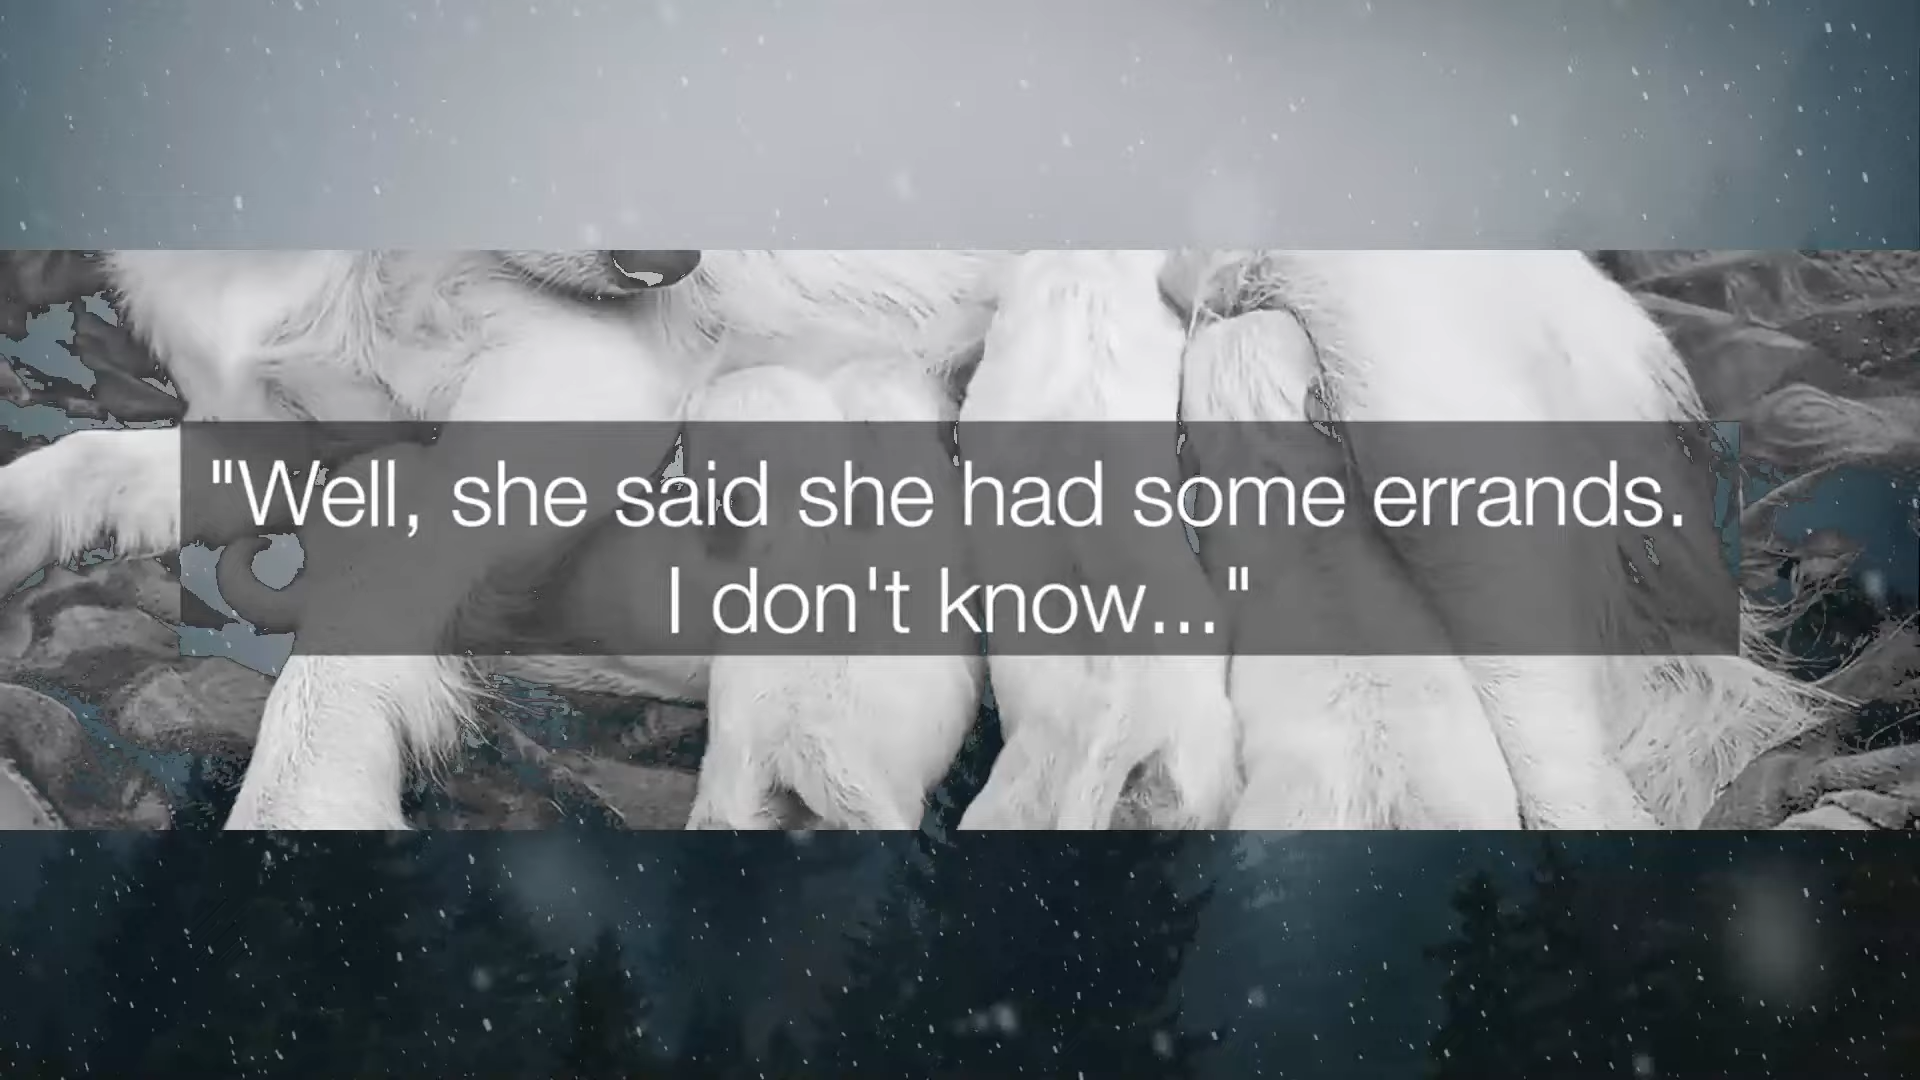 "Well, she said she had some errands.
I don't know..."